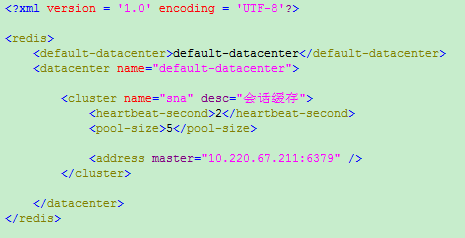 <?xml version = '1.0' encoding = 'UTF-8'?>
<redis>
<default-datacenter>default-datacenter</default-datacenter>
<datacenter name="default-datacenter">
<cluster name="sna" desc="会话缓存">
<heartbeat-second>2</heartbeat-second>
<pool-size>5</pool-size>
<address master="10.220.67.211:6379" />
</cluster>
</datacenter>
</redis>